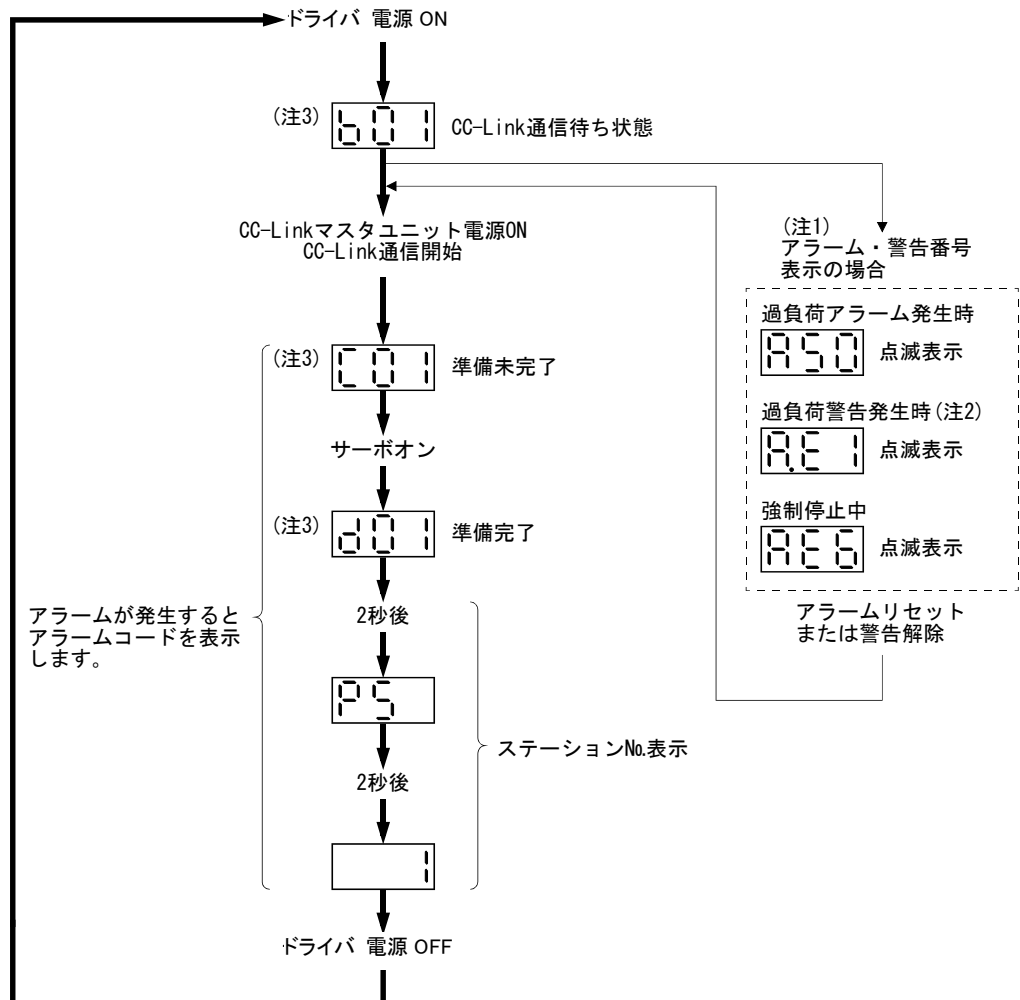 ドライバ 電源 ON
(注3)
b01
CC-Link通信待ち状態
CC-Linkマスタユニット電源ON
CC-Link通信開始
(注3)
C01
準備未完了
サーボオン
(注3)
d01
準備完了
アラームが発生すると
アラームコードを表示
します。
2秒後
PS
2秒後
1
ステーション№表示
ドライバ 電源 OFF
(注1)
アラーム・警告番号
表示の場合
過負荷アラーム発生時
A50
点滅表示
過負荷警告発生時(注2)
A.E1
点滅表示
強制停止中
AE6
点滅表示
アラームリセット
または警告解除